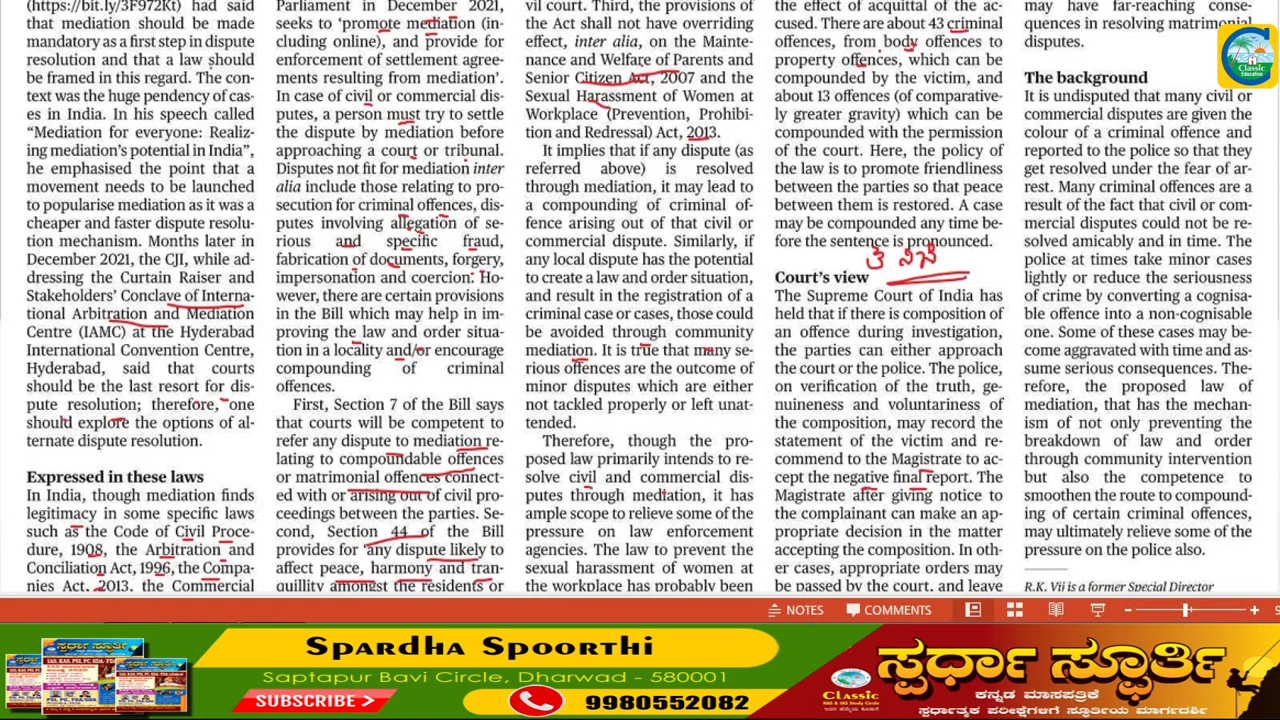 (https://bit.ly/3F972Kt) had said
that mediation should be made
mandatory as a first step in dispute
resolution and that a law should
be framed in this regard. The con-
text was the huge pendency of cas-
es in India. In his speech called
“Mediation for everyone: Realiz-
ing mediation’s potential in India”,
he emphasised the point that a
movement needs to be launched
to popularise mediation as it was a
cheaper and faster dispute resolu-
tion mechanism. Months later in
December 2021, the CJI, while ad-
dressing the Curtain Raiser and
Stakeholders’ Conclave of Interna-
tional Arbitration and Mediation
Centre (IAMC) at the Hyderabad
International Convention Centre,
Hyderabad, said that courts
should be the last resort for dis-
pute resolution; therefore, one
should explore the options of al-
ternate dispute resolution.
Expressed in these laws
In India, though mediation finds
legitimacy in some specific laws
such as the Code of Civil Proce-
dure, 1908, the Arbitration and
Conciliation Act, 1996, the Compa-
nies Act, 2013, the Commercial
Parliament in December 2021,
seeks to ‘promote mediation (in-
cluding online), and provide for
enforcement of settlement agree-
ments resulting from mediation’.
In case of civil or commercial dis-
putes, a person must try to settle
the dispute by mediation before
approaching a court or tribunal.
Disputes not fit for mediation inter
alia include those relating to pro-
secution for criminal offences, dis-
putes involving allegation of se-
rious and specific fraud,
fabrication of documents, forgery,
impersonation and coercion. Ho-
wever, there are certain provisions
in the Bill which may help in im-
proving the law and order situa-
tion in a locality and/or encourage
compounding of criminal
offences.
First, Section 7 of the Bill says
that courts will be competent to
refer any dispute to mediation re-
lating to compoundable offences
or matrimonial offences connect-
ed with or arising out of civil pro-
ceedings between the parties. Se-
cond, Section 44 of the Bill
provides for ‘any dispute likely to
affect peace, harmony and tran-
quillity amongst the residents or
vil court. Third, the provisions of
the Act shall not have overriding
effect, inter alia, on the Mainte-
nance and Welfare of Parents and
Senior Citizen Act, 2007 and the
Sexual Harassment of Women at
Workplace (Prevention, Prohibi-
tion and Redressal) Act, 2013.
It implies that if any dispute (as
referred above) is resolved
through mediation, it may lead to
a compounding of criminal of-
fence arising out of that civil or
commercial dispute. Similarly, if
any local dispute has the potential
to create a law and order situation,
and result in the registration of a
criminal case or cases, those could
be avoided through community
mediation. It is true that many se-
rious offences are the outcome of
minor disputes which are either
not tackled properly or left unat-
tended.
Therefore, though the pro-
posed law primarily intends to re-
solve civil and commercial dis-
putes through mediation, it has
ample scope to relieve some of the
pressure on law enforcement
agencies. The law to prevent the
sexual harassment of women at
the workplace has probably been
the effect of acquittal of the ac-
cused. There are about 43 criminal
offences, from body offences to
property offences, which can be
compounded by the victim, and
about 13 offences (of comparative-
ly greater gravity) which can be
compounded with the permission
of the court. Here, the policy of
the law is to promote friendliness
between the parties so that peace
between them is restored. A case
may be compounded any time be-
fore the sentence is pronounced.
Court’s view
The Supreme Court of India has
held that if there is composition of
an offence during investigation,
the parties can either approach
the court or the police. The police,
on verification of the truth, ge-
nuineness and voluntariness of
the composition, may record the
statement of the victim and re-
commend to the Magistrate to ac-
cept the negative final report. The
Magistrate after giving notice to
the complainant can make an ap-
propriate decision in the matter
accepting the composition. In oth-
er cases, appropriate orders may
be passed by the court, and leave
may have far-reaching conse-
quences in resolving matrimonial
disputes.
The background
It is undisputed that many civil or
commercial disputes are given the
colour of a criminal offence and
reported to the police so that they
get resolved under the fear of ar-
rest. Many criminal offences are a
result of the fact that civil or com-
mercial disputes could not be re-
solved amicably and in time. The
police at times take minor cases
lightly or reduce the seriousness
of crime by converting a cognisa-
ble offence into a non-cognisable
one. Some of these cases may be-
come aggravated with time and as-
sume serious consequences. The-
refore, the proposed law of
mediation, that has the mechan-
ism of not only preventing the
breakdown of law and order
through community intervention
but also the competence to
smoothen the route to compound-
ing of certain criminal offences,
may ultimately relieve some of the
pressure on the police also.
R.K. Vij is a former Special Director
Classic
Education
NOTES
COMMENTS
Spardha Spoorthi
Saptapur Bavi Circle, Dharwad - 580001
SUBSCRIBE
9980552082
Classic
ಸ್ಪರ್ಧಾ ಸ್ಫೂರ್ತಿ
ಕನ್ನಡ ಮಾಸಪತ್ರಿಕೆ
ಸ್ಪರ್ಧಾತ್ಮಕ ಪರೀಕ್ಷೆಗಳಿಗೆ ಸ್ಫೂರ್ತಿಯ ಮಾರ್ಗದರ್ಶಿ